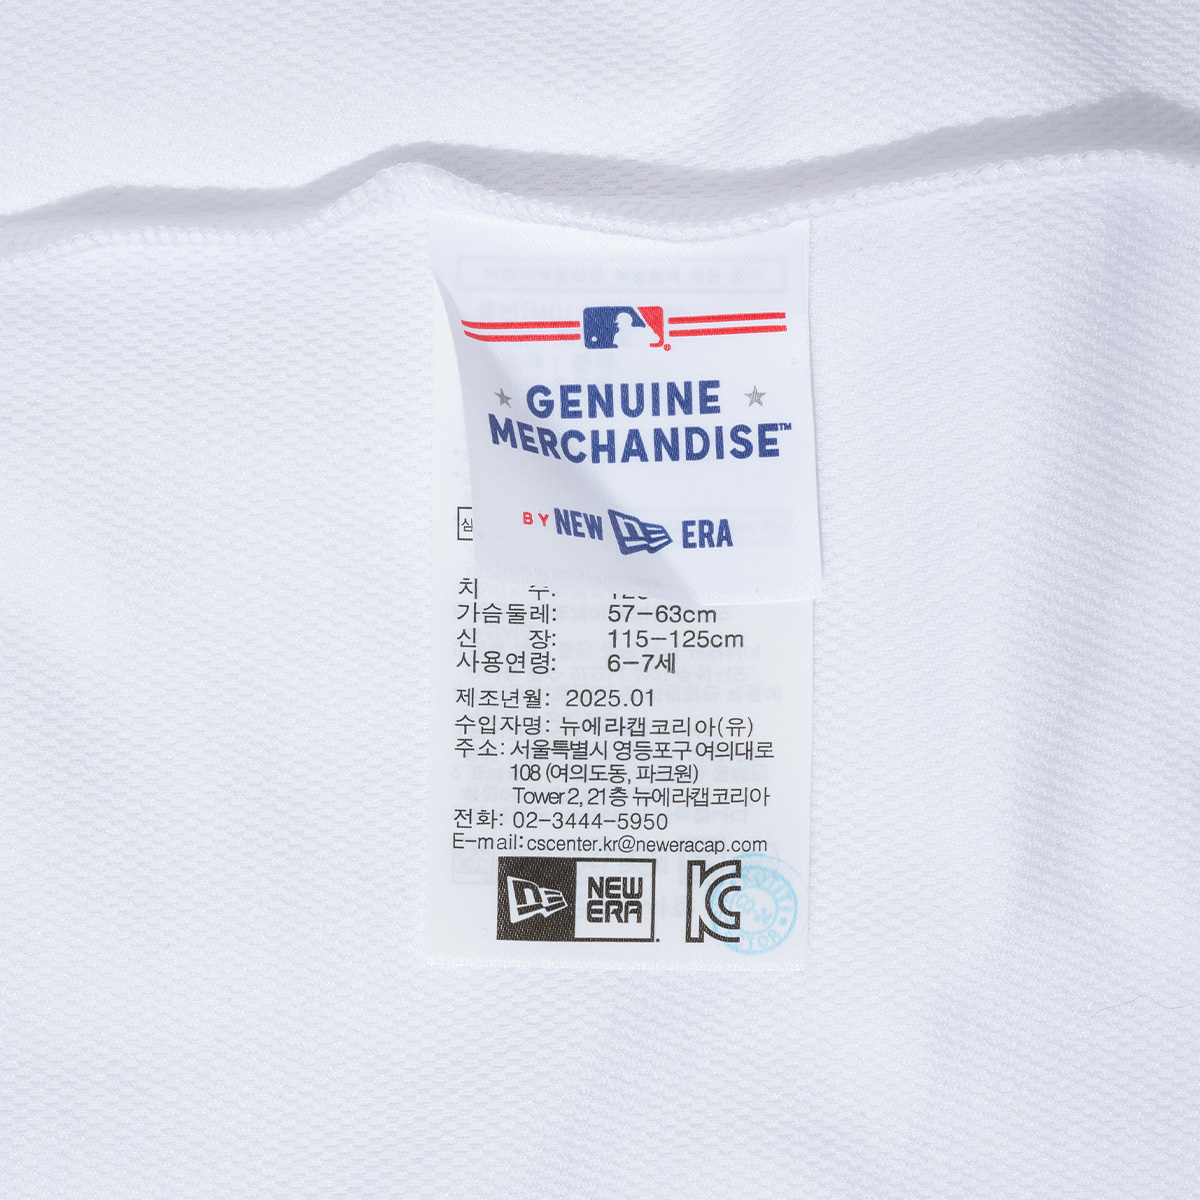 GENUINE
MERCHANDISE™
BY NEW ERA
치 수:
가슴둘레: 57-63cm
신 장: 115-125cm
사용연령: 6-7세
제조년월: 2025.01
수입자명: 뉴에라캡코리아(유)
주소: 서울특별시 영등포구 여의대로
108 (여의도동, 파크원)
Tower 2, 21층 뉴에라캡코리아
전화: 02-3444-5950
E-mail: cscenter.kr@neweracap.com
NEW
ERA
KC